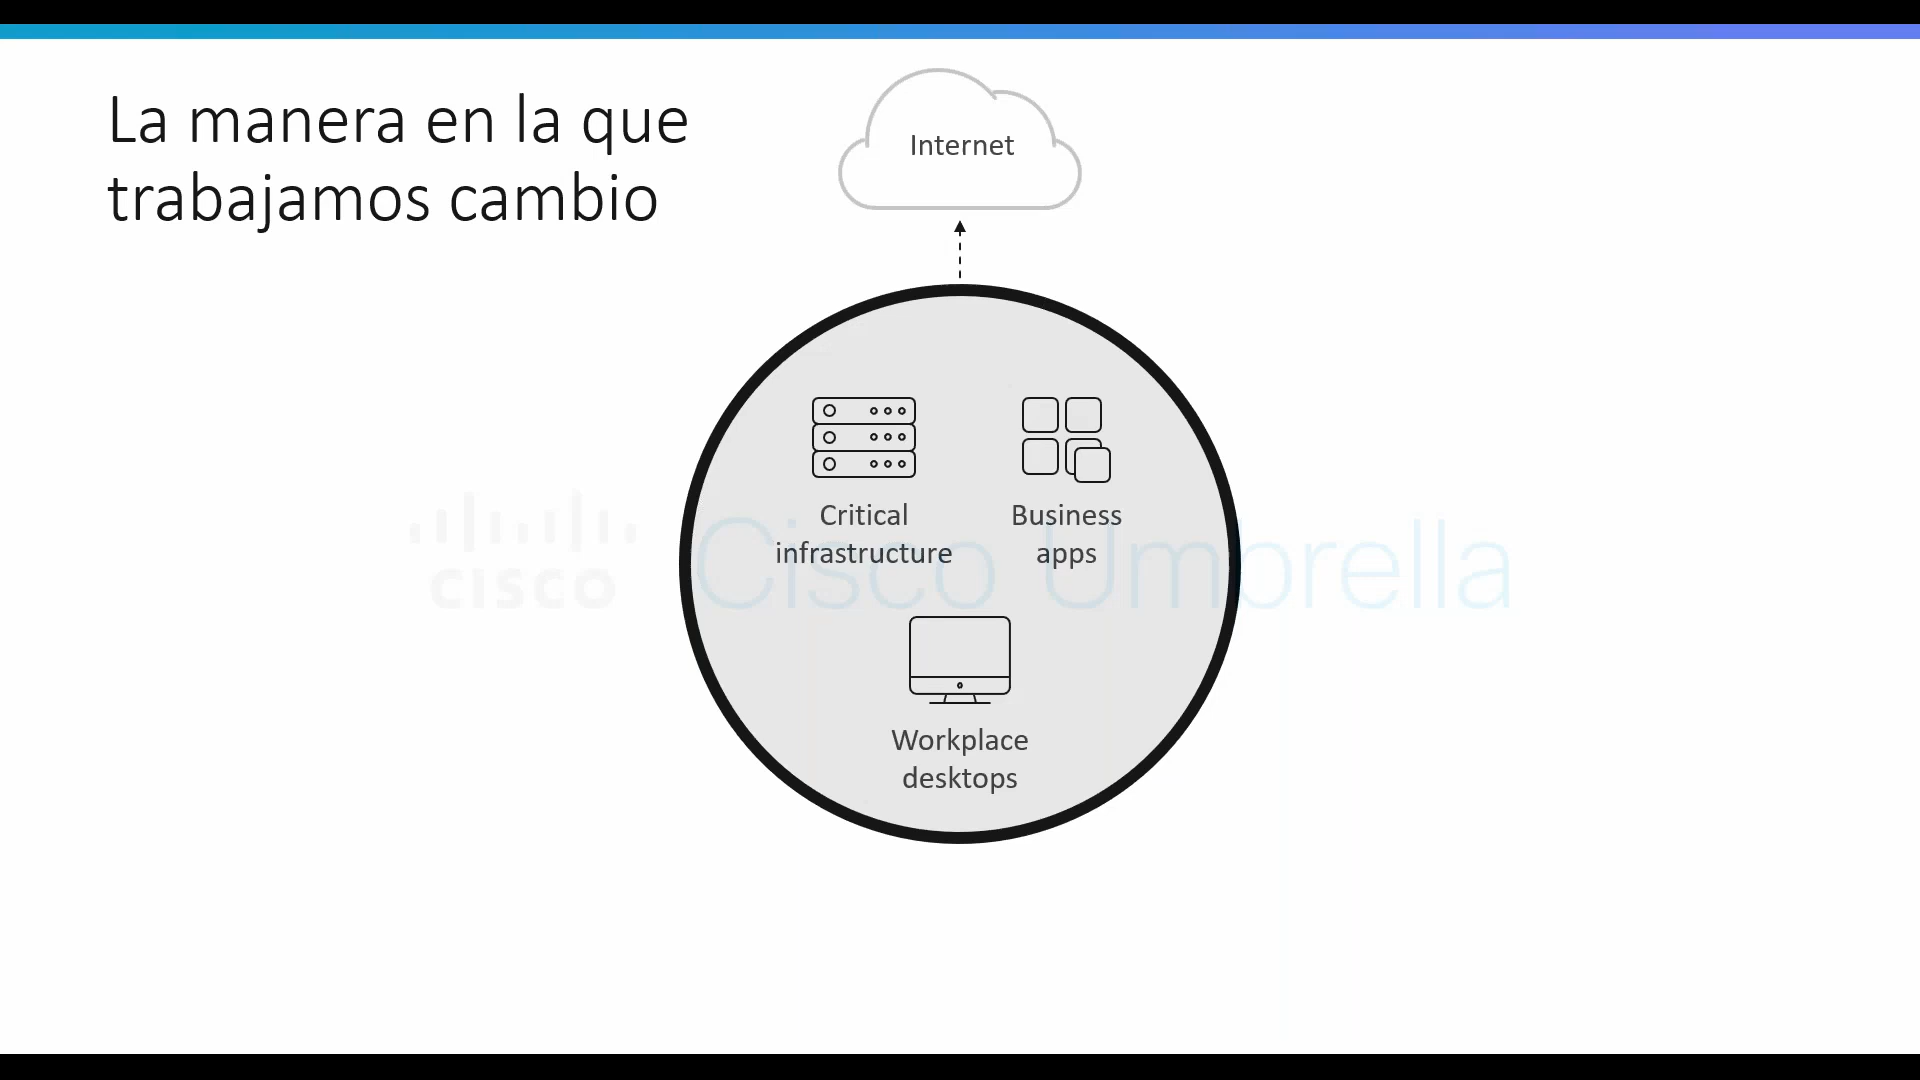 La manera en la que
trabajamos cambio
Internet
Critical
infrastructure
Business
apps
CISCO
Cisco Umbrella
Workplace
desktops